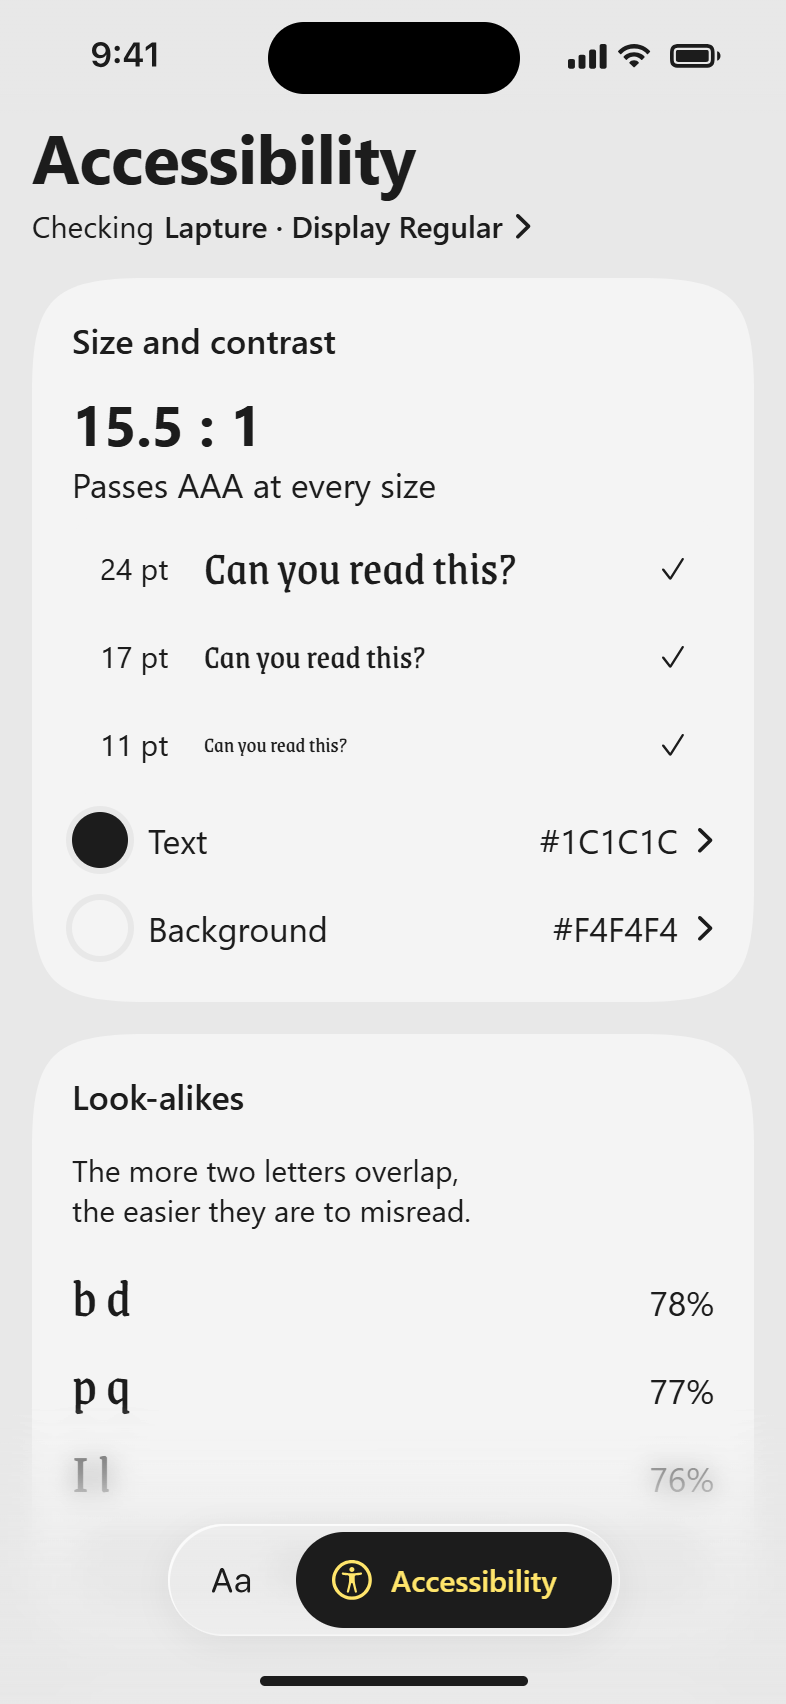 9:41
Accessibility
Checking Lapture · Display Regular
Size and contrast
15.5 : 1
Passes AAA at every size
24 pt Can you read this?
17 pt Can you read this?
11 pt Can you read this?
Text #1C1C1C
Background #F4F4F4
Look-alikes
The more two letters overlap,
the easier they are to misread.
b d 78%
p q 77%
I l 76%
Aa Accessibility